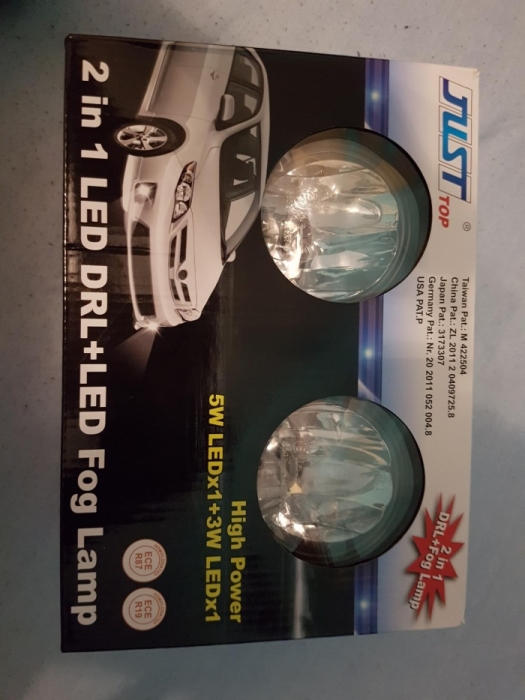 JUST
TOP
®
Taiwan Pat.: M 422504
China Pat.: ZL 2011 2 0409725.8
Japan Pat.: 3173307
Germany Pat.: Nr. 20 2011 052 004.8
USA PAT.P
2 in 1
DRL+Fog Lamp
High Power
5W LEDx1+3W LEDx1
ECE
R87
ECE
R19
2 in 1 LED DRL+LED Fog Lamp